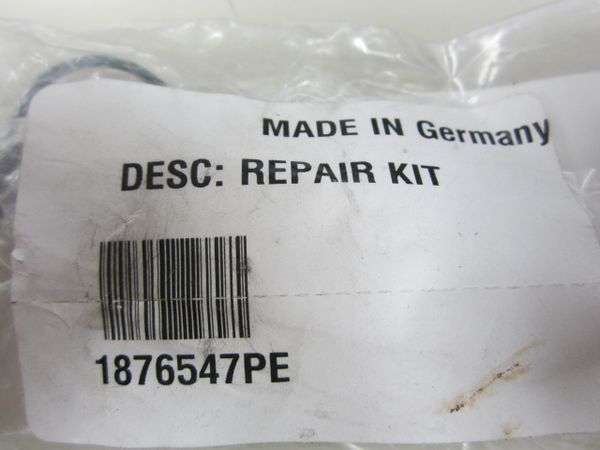 MADE IN Germany
DESC: REPAIR KIT
1876547PE